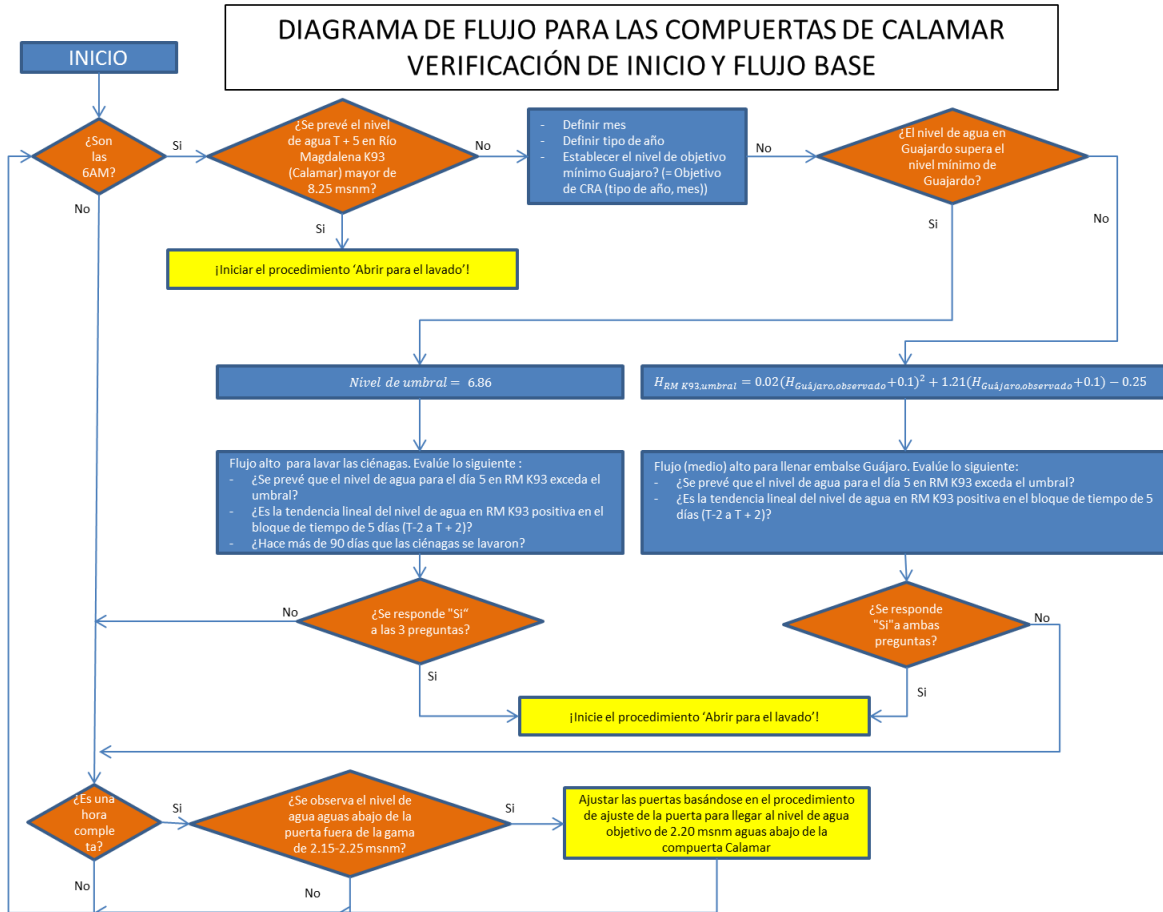 DIAGRAMA DE FLUJO PARA LAS COMPUERTAS DE CALAMAR
VERIFICACIÓN DE INICIO Y FLUJO BASE
INICIO
¿Son
las
6AM?
Si
No
¿Se prevé el nivel
de agua T + 5 en Río
Magdalena K93
(Calamar) mayor de
8.25 msnm?
No
Si
- Definir mes
- Definir tipo de año
- Establecer el nivel de objetivo
mínimo Guajaro? (= Objetivo
de CRA (tipo de año, mes))
No
¿El nivel de agua en
Guajardo supera el
nivel mínimo de
Guajardo?
No
Si
¡Iniciar el procedimiento ‘Abrir para el lavado’!
Nivel de umbral = 6.86
H_{RM K93,umbral} = 0.02(H_{Guájaro,observado}+0.1)^2 + 1.21(H_{Guájaro,observado}+0.1) − 0.25
Flujo alto para lavar las ciénagas. Evalúe lo siguiente :
- ¿Se prevé que el nivel de agua para el día 5 en RM K93 exceda el
umbral?
- ¿Es la tendencia lineal del nivel de agua en RM K93 positiva en el
bloque de tiempo de 5 días (T-2 a T + 2)?
- ¿Hace más de 90 días que las ciénagas se lavaron?
Flujo (medio) alto para llenar embalse Guájaro. Evalúe lo siguiente:
- ¿Se prevé que el nivel de agua para el día 5 en RM K93 exceda el umbral?
- ¿Es la tendencia lineal del nivel de agua en RM K93 positiva en el bloque de tiempo de 5
días (T-2 a T + 2)?
No
¿Se responde "Si“
a las 3 preguntas?
Si
¿Se responde
"Si"a ambas
preguntas?
No
Si
¡Inicie el procedimiento ‘Abrir para el lavado’!
¿Es una
hora
comple
ta?
Si
No
¿Se observa el nivel de
agua aguas abajo de la
puerta fuera de la gama
de 2.15-2.25 msnm?
Si
No
Ajustar las puertas basándose en el procedimiento
de ajuste de la puerta para llegar al nivel de agua
objetivo de 2.20 msnm aguas abajo de la
compuerta Calamar